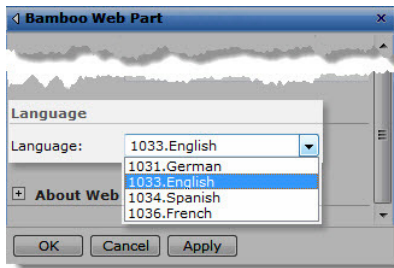 Bamboo Web Part
Language
Language: 1033.English
1031.German
1033.English
1034.Spanish
1036.French
About Web
OK Cancel Apply